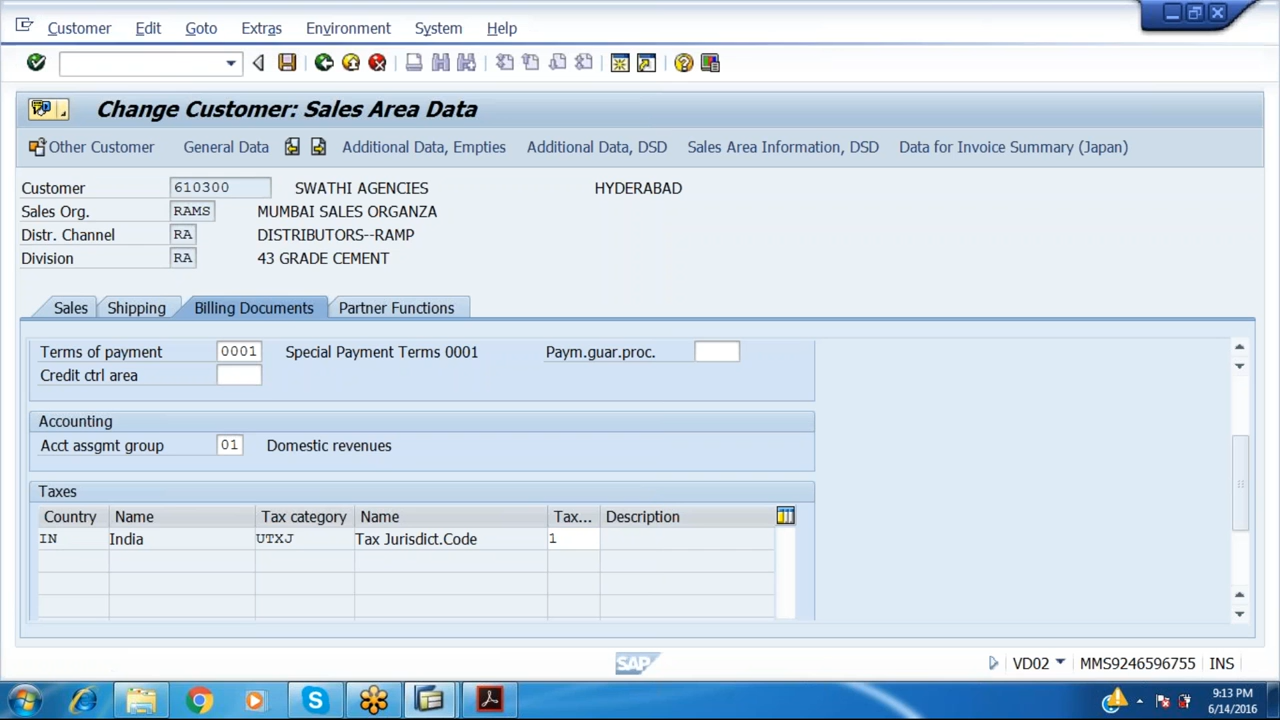 Customer Edit Goto Extras Environment System Help
Change Customer: Sales Area Data
Other Customer General Data Additional Data, Empties Additional Data, DSD Sales Area Information, DSD Data for Invoice Summary (Japan)
Customer 610300 SWATHI AGENCIES HYDERABAD
Sales Org. RAMS MUMBAI SALES ORGANZA
Distr. Channel RA DISTRIBUTORS--RAMP
Division RA 43 GRADE CEMENT
Sales Shipping Billing Documents Partner Functions
Terms of payment 0001 Special Payment Terms 0001 Paym.guar.proc.
Credit ctrl area
Accounting
Acct assgmt group 01 Domestic revenues
Taxes
Country Name Tax category Name Tax... Description
IN India UTXJ Tax Jurisdict.Code 1
SAP VD02 MMS9246596755 INS
9:13 PM
6/14/2016